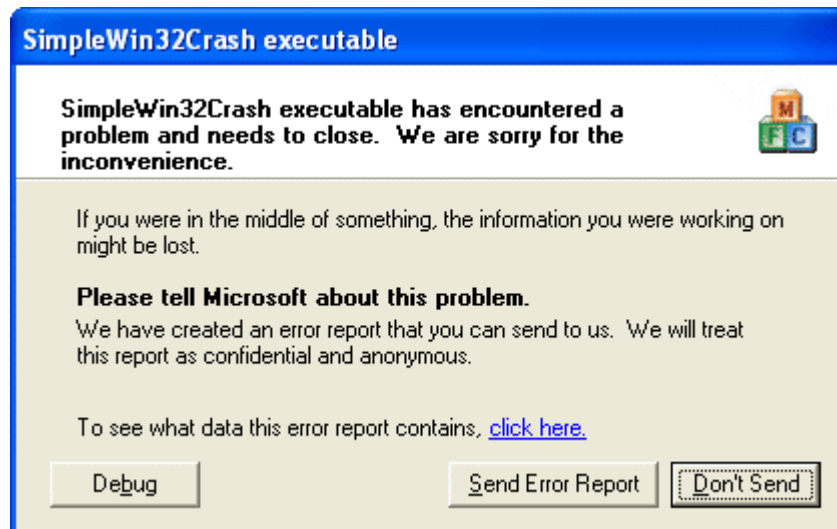 SimpleWin32Crash executable
SimpleWin32Crash executable has encountered a
problem and needs to close.  We are sorry for the
inconvenience.
M
F C
If you were in the middle of something, the information you were working on
might be lost.
Please tell Microsoft about this problem.
We have created an error report that you can send to us.  We will treat
this report as confidential and anonymous.
To see what data this error report contains, click here.
Debug
Send Error Report
Don't Send